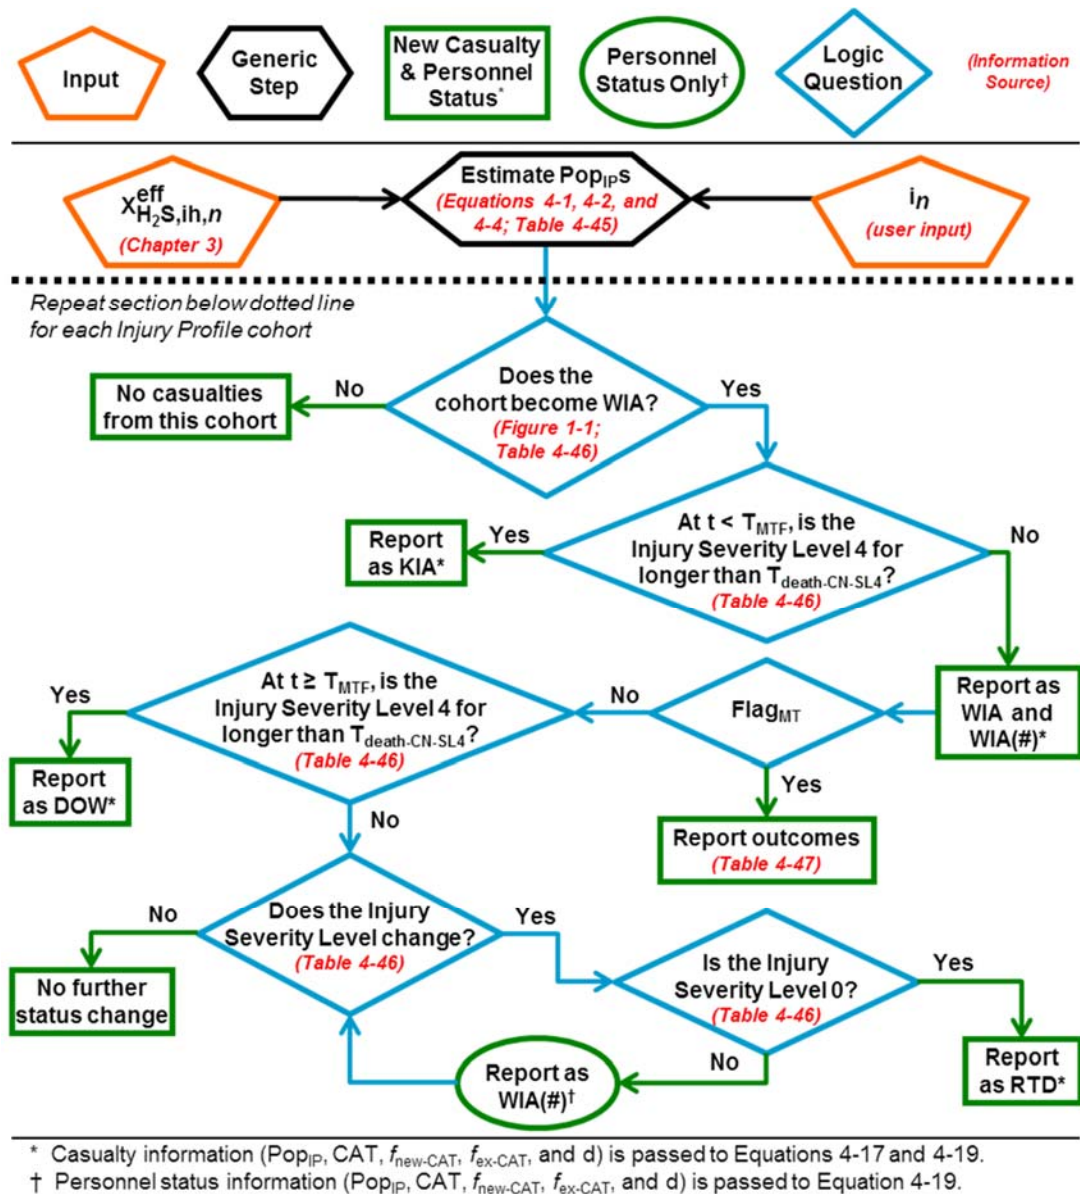 Input
Generic
Step
New Casualty
& Personnel
Status*
Personnel
Status Only†
Logic
Question
(Information
Source)
X^eff_H₂S,ih,n
(Chapter 3)
Estimate Pop_IPs
(Equations 4-1, 4-2, and
4-4; Table 4-45)
i_n
(user input)
Repeat section below dotted line
for each Injury Profile cohort
No casualties
from this cohort
No
Does the
cohort become WIA?
(Figure 1-1;
Table 4-46)
Yes
Report
as KIA*
Yes
At t < T_MTF, is the
Injury Severity Level 4 for
longer than T_death-CN-SL4?
(Table 4-46)
No
Yes
At t ≥ T_MTF, is the
Injury Severity Level 4 for
longer than T_death-CN-SL4?
(Table 4-46)
No
Flag_MT
Report as
WIA and
WIA(#)*
Report
as DOW*
No
Yes
Report outcomes
(Table 4-47)
No
Does the Injury
Severity Level change?
(Table 4-46)
Yes
Is the Injury
Severity Level 0?
(Table 4-46)
Yes
No further
status change
Report as
WIA(#)†
No
Report
as RTD*
* Casualty information (Pop_IP, CAT, f_new-CAT, f_ex-CAT, and d) is passed to Equations 4-17 and 4-19.
† Personnel status information (Pop_IP, CAT, f_new-CAT, f_ex-CAT, and d) is passed to Equation 4-19.